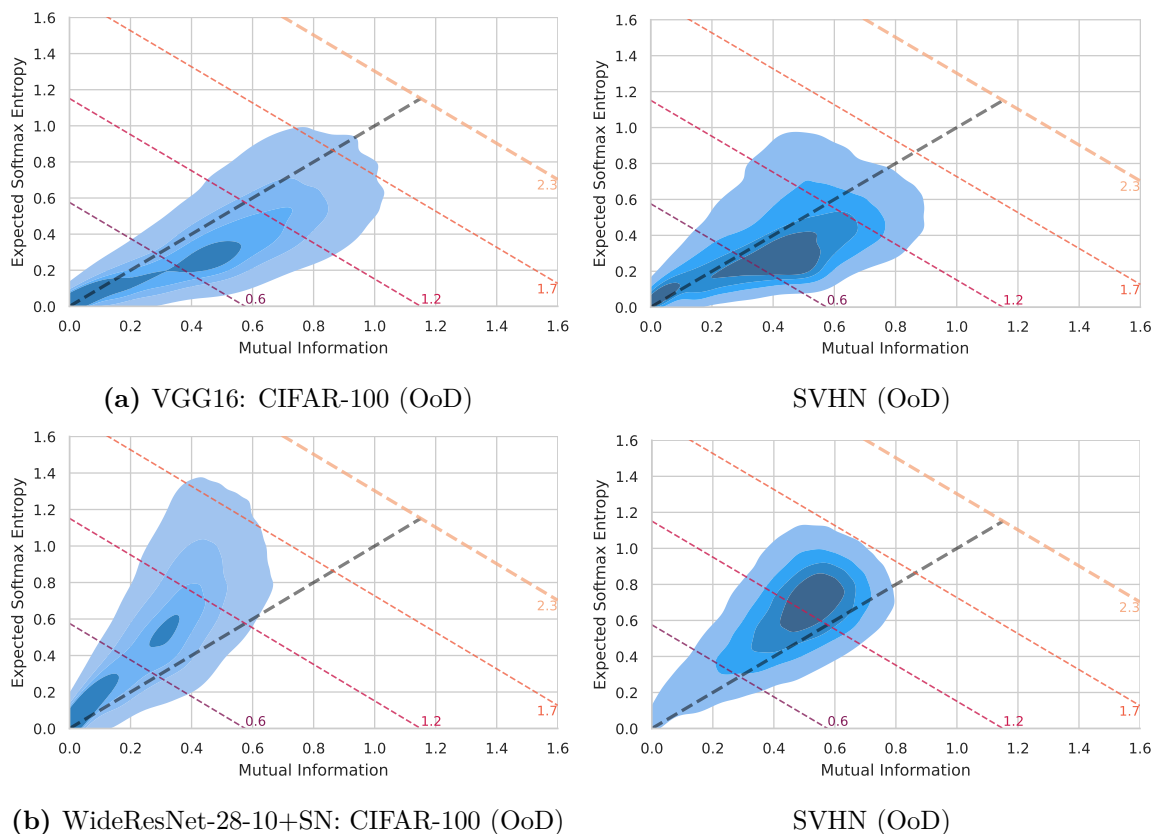 1.6 1.6
1.4 1.4
1.2 1.2
1.0 1.0
0.8 0.8
0.6 0.6
0.4 0.4
0.2 0.2
0.0 0.0
Expected Softmax Entropy Expected Softmax Entropy
2.3 2.3
1.7 1.7
0.6 1.2 0.6 1.2
0.0 0.2 0.4 0.6 0.8 1.0 1.2 1.4 1.6 0.0 0.2 0.4 0.6 0.8 1.0 1.2 1.4 1.6
Mutual Information Mutual Information
(a) VGG16: CIFAR-100 (OoD) SVHN (OoD)
1.6 1.6
1.4 1.4
1.2 1.2
1.0 1.0
0.8 0.8
0.6 0.6
0.4 0.4
0.2 0.2
0.0 0.0
Expected Softmax Entropy Expected Softmax Entropy
2.3 2.3
1.7 1.7
0.6 1.2 0.6 1.2
0.0 0.2 0.4 0.6 0.8 1.0 1.2 1.4 1.6 0.0 0.2 0.4 0.6 0.8 1.0 1.2 1.4 1.6
Mutual Information Mutual Information
(b) WideResNet-28-10+SN: CIFAR-100 (OoD) SVHN (OoD)